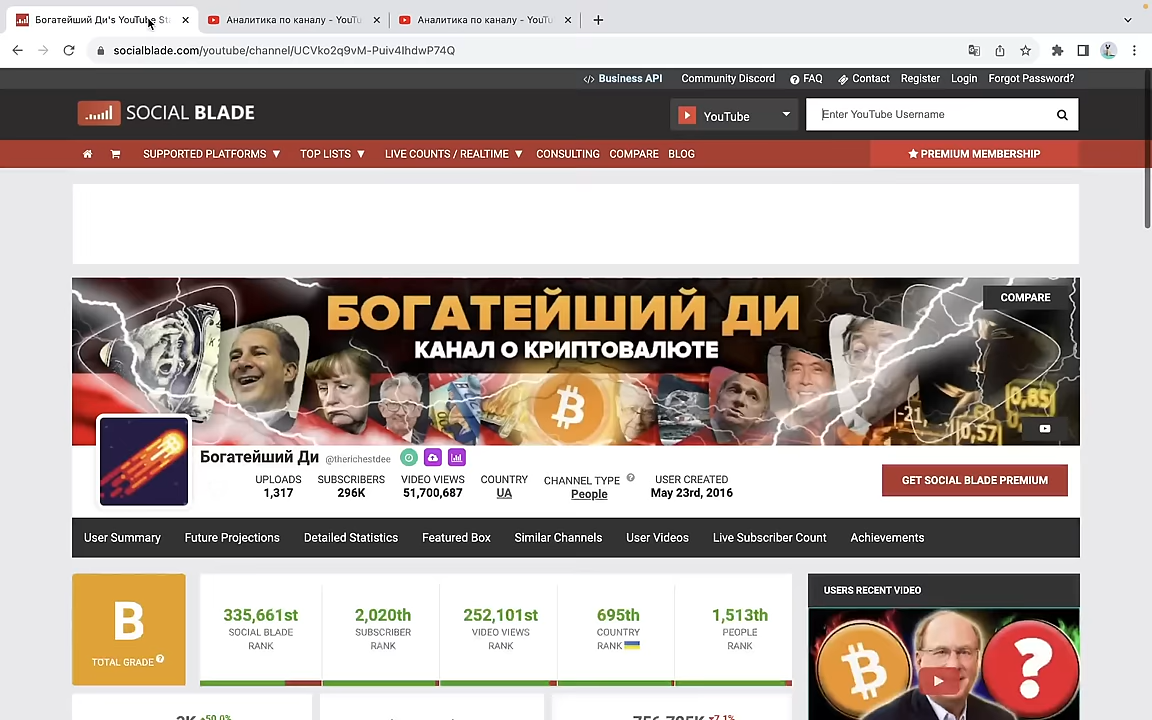 Богатейший Ди's YouTube St
Аналитика по каналу - YouTu
Аналитика по каналу - YouTu
socialblade.com/youtube/channel/UCVko2q9vM-Puiv4IhdwP74Q
</> Business API
Community Discord
FAQ
Contact
Register
Login
Forgot Password?
SOCIAL BLADE
YouTube
Enter YouTube Username
SUPPORTED PLATFORMS
TOP LISTS
LIVE COUNTS / REALTIME
CONSULTING
COMPARE
BLOG
PREMIUM MEMBERSHIP
COMPARE
БОГАТЕЙШИЙ ДИ
КАНАЛ О КРИПТОВАЛЮТЕ
0,85
-21
0,57
Богатейший Ди @therichestdee
UPLOADS
1,317
SUBSCRIBERS
296K
VIDEO VIEWS
51,700,687
COUNTRY
UA
CHANNEL TYPE
People
USER CREATED
May 23rd, 2016
GET SOCIAL BLADE PREMIUM
User Summary
Future Projections
Detailed Statistics
Featured Box
Similar Channels
User Videos
Live Subscriber Count
Achievements
B
TOTAL GRADE
335,661st
SOCIAL BLADE
RANK
2,020th
SUBSCRIBER
RANK
252,101st
VIDEO VIEWS
RANK
695th
COUNTRY
RANK
1,513th
PEOPLE
RANK
USERS RECENT VIDEO